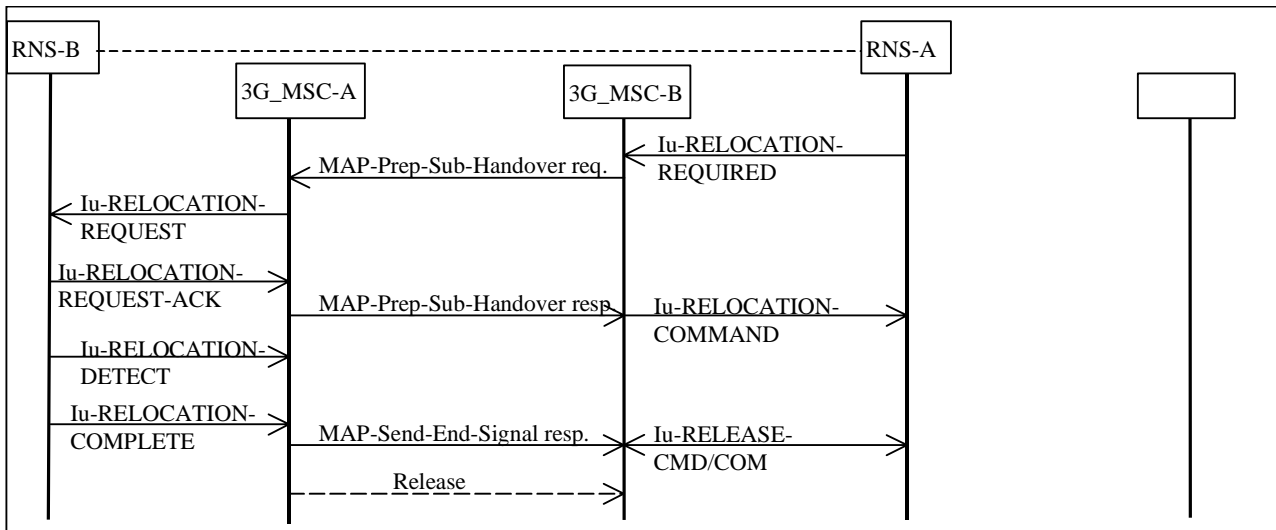 RNS-B
RNS-A
3G_MSC-A
3G_MSC-B
Iu-RELOCATION-
REQUIRED
MAP-Prep-Sub-Handover req.
Iu-RELOCATION-
REQUEST
Iu-RELOCATION-
REQUEST-ACK
MAP-Prep-Sub-Handover resp
Iu-RELOCATION-
COMMAND
Iu-RELOCATION-
DETECT
Iu-RELOCATION-
COMPLETE
MAP-Send-End-Signal resp.
Iu-RELEASE-
CMD/COM
Release